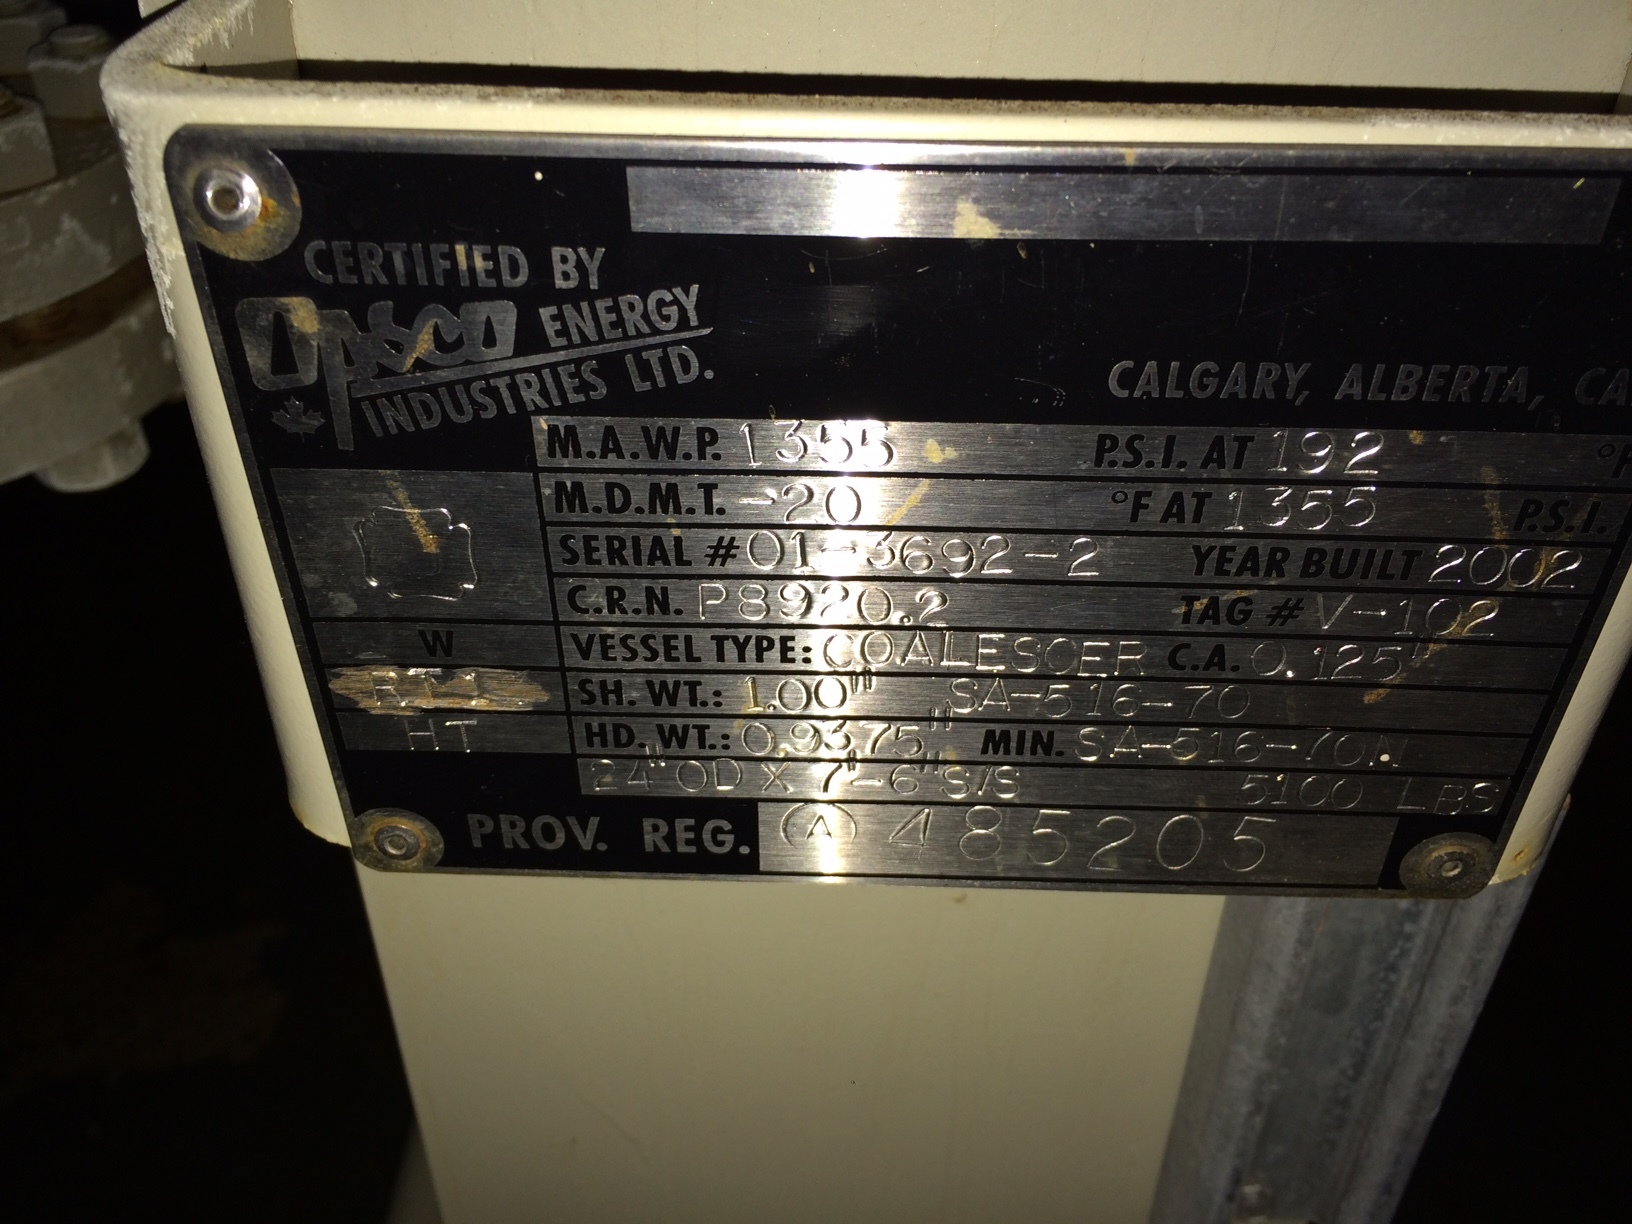 CERTIFIED BY
OPSCO ENERGY
INDUSTRIES LTD.
CALGARY, ALBERTA, CA
M.A.W.P. 1355 P.S.I. AT 192 °F
M.D.M.T. -20 °F AT 1355 P.S.I.
SERIAL # 01-3692-2 YEAR BUILT 2002
C.R.N. P8920.2 TAG # V-102
W VESSEL TYPE: COALESCER C.A. 0.125"
RT1 SH. WT.: 1.00" SA-516-70
HT HD. WT.: 0.9375" MIN. SA-516-70N
24" OD X 7'-6" S/S 5100 LBS
PROV. REG. A 485205